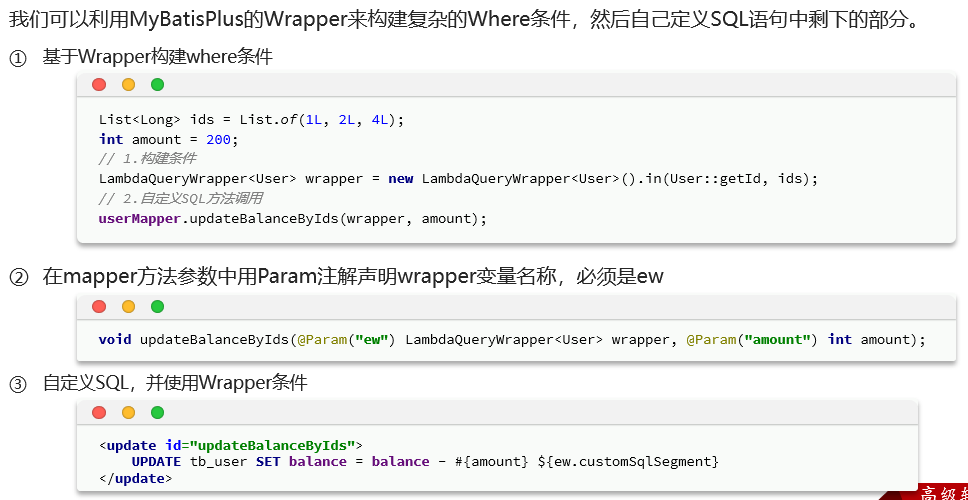 我们可以利用MyBatisPlus的Wrapper来构建复杂的Where条件，然后自己定义SQL语句中剩下的部分。
① 基于Wrapper构建where条件
List<Long> ids = List.of(1L, 2L, 4L);
int amount = 200;
// 1.构建条件
LambdaQueryWrapper<User> wrapper = new LambdaQueryWrapper<User>().in(User::getId, ids);
// 2.自定义SQL方法调用
userMapper.updateBalanceByIds(wrapper, amount);
② 在mapper方法参数中用Param注解声明wrapper变量名称，必须是ew
void updateBalanceByIds(@Param("ew") LambdaQueryWrapper<User> wrapper, @Param("amount") int amount);
③ 自定义SQL，并使用Wrapper条件
<update id="updateBalanceByIds">
    UPDATE tb_user SET balance = balance - #{amount} ${ew.customSqlSegment}
</update>
高级